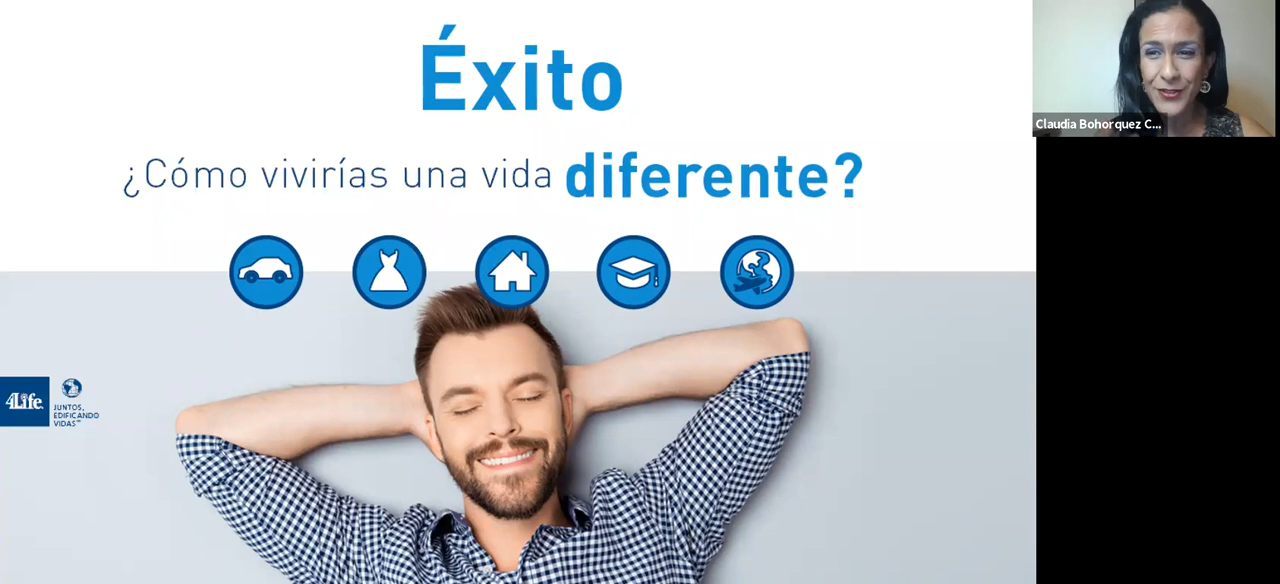 Éxito
¿Cómo vivirías una vida diferente?
Claudia Bohorquez C...
4Life
JUNTOS,
EDIFICANDO
VIDAS